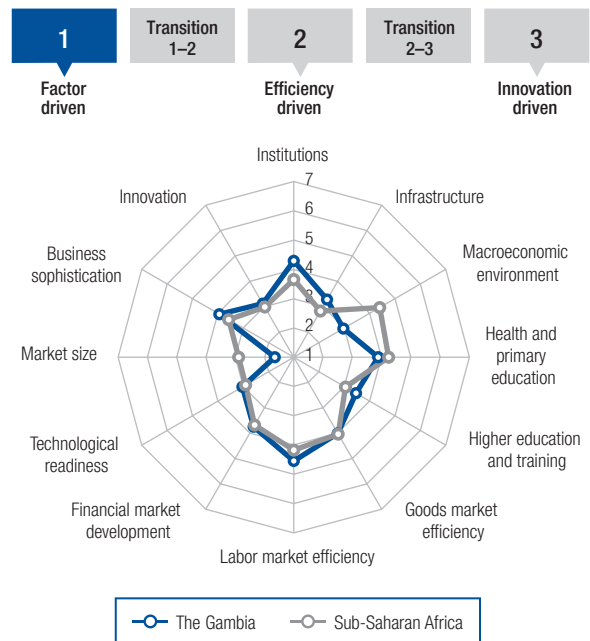 1
Transition
1–2
2
Transition
2–3
3
Factor
driven
Efficiency
driven
Innovation
driven
Institutions
7
6
5
4
3
2
1
Infrastructure
Macroeconomic
environment
Health and
primary
education
Higher education
and training
Goods market
efficiency
Labor market efficiency
Financial market
development
Technological
readiness
Market size
Business
sophistication
Innovation
The Gambia
Sub-Saharan Africa